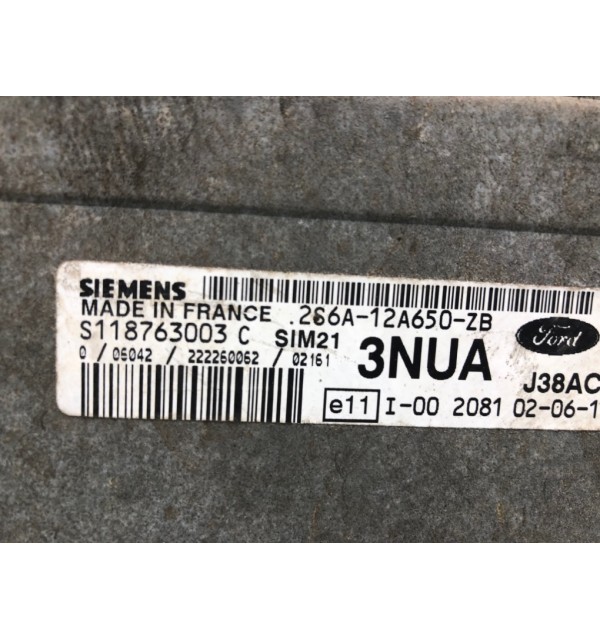 SIEMENS
MADE IN FRANCE .2S6A-12A650-ZB
S118763003 C SIM21 3NUA Ford
0 / 06042 / 222260062 / 02161 J38AC
e11 I-00 2081 02-06-1